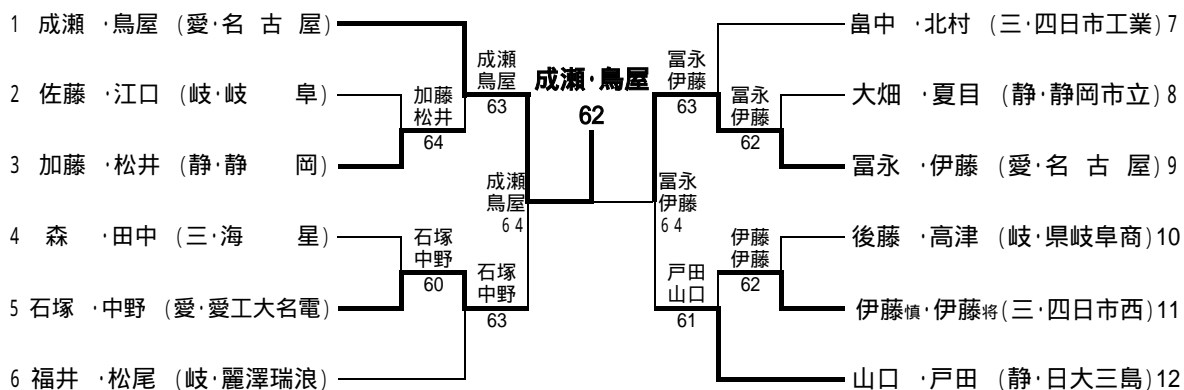 1 成瀬 ・鳥屋 (愛・名 古 屋)
2 佐藤 ・江口 (岐・岐 阜)
3 加藤 ・松井 (静・静 岡)
4 森 ・田中 (三・海 星)
5 石塚 ・中野 (愛・愛工大名電)
6 福井 ・松尾 (岐・麗澤瑞浪)
加藤
松井
64
石塚
中野
60
成瀬
鳥屋
63
石塚
中野
63
成瀬
鳥屋
6 4
成瀬・鳥屋
62
冨永
伊藤
6 4
冨永
伊藤
63
戸田
山口
61
冨永
伊藤
62
伊藤
伊藤
62
畠中 ・北村 (三・四日市工業) 7
大畑 ・夏目 (静・静岡市立) 8
冨永 ・伊藤 (愛・名 古 屋) 9
後藤 ・高津 (岐・県岐阜商) 10
伊藤慎・伊藤将(三・四日市西) 11
山口 ・戸田 (静・日大三島) 12